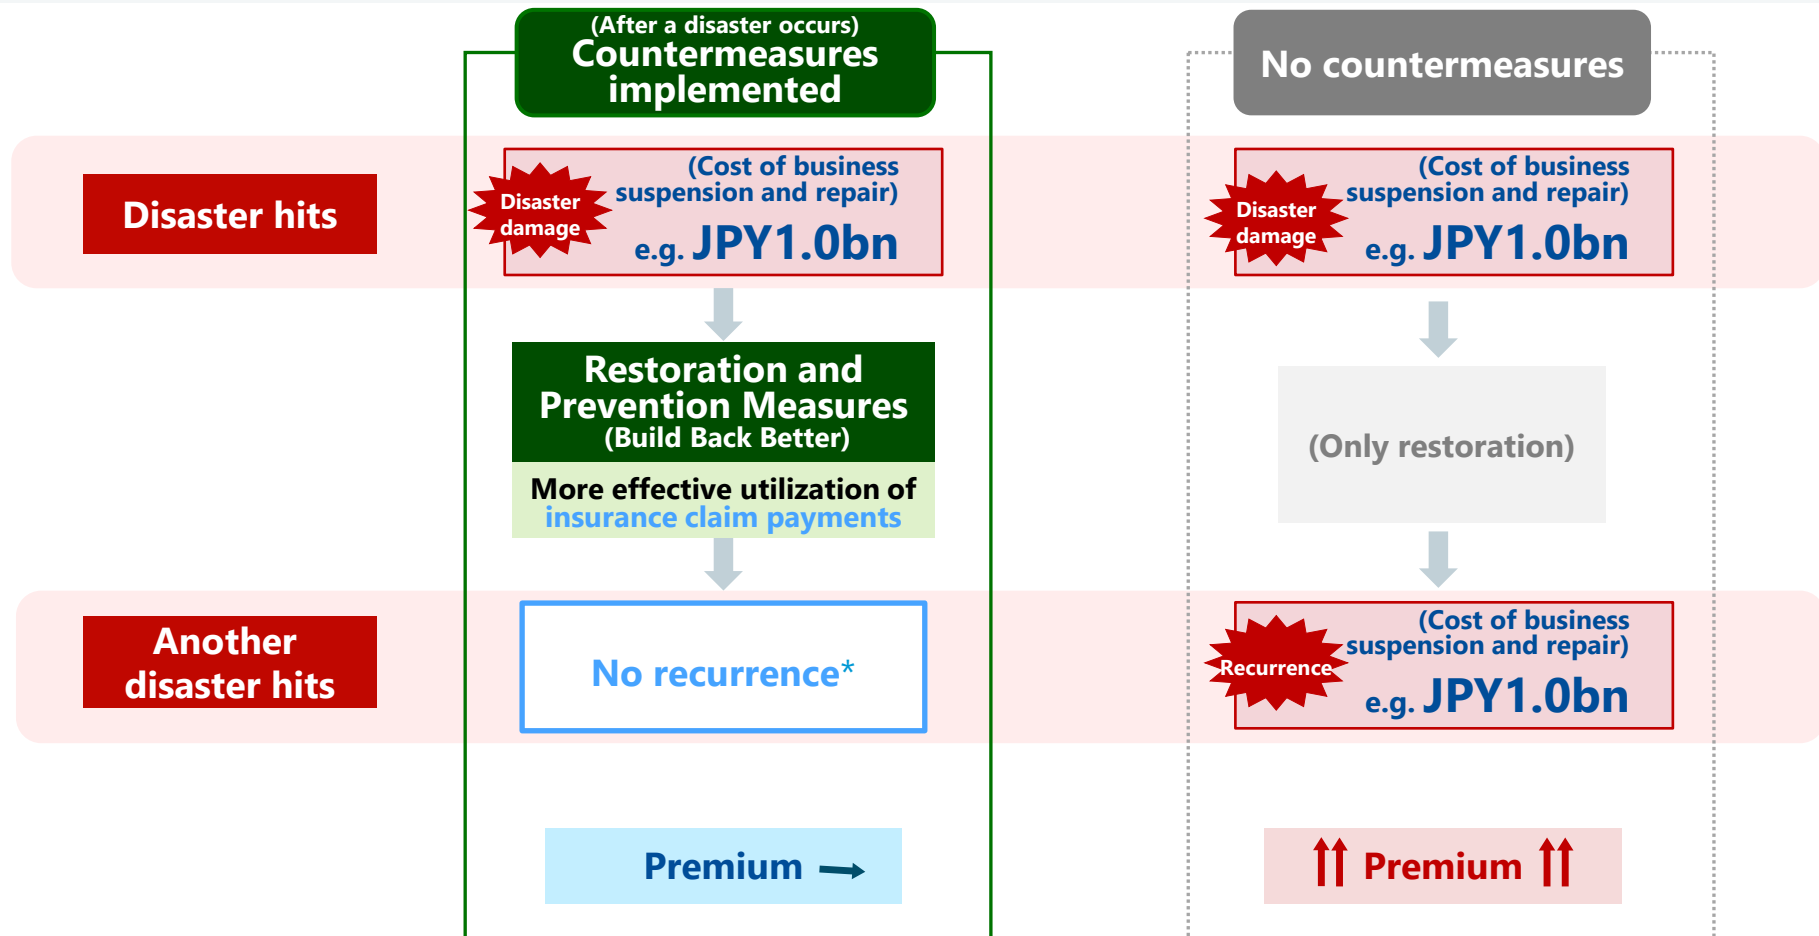 (After a disaster occurs)
Countermeasures
implemented
No countermeasures
Disaster hits
Disaster
damage
(Cost of business
suspension and repair)
e.g. JPY1.0bn
Disaster
damage
(Cost of business
suspension and repair)
e.g. JPY1.0bn
Restoration and
Prevention Measures
(Build Back Better)
More effective utilization of
insurance claim payments
(Only restoration)
Another
disaster hits
No recurrence*
Recurrence
(Cost of business
suspension and repair)
e.g. JPY1.0bn
Premium →
↑↑ Premium ↑↑